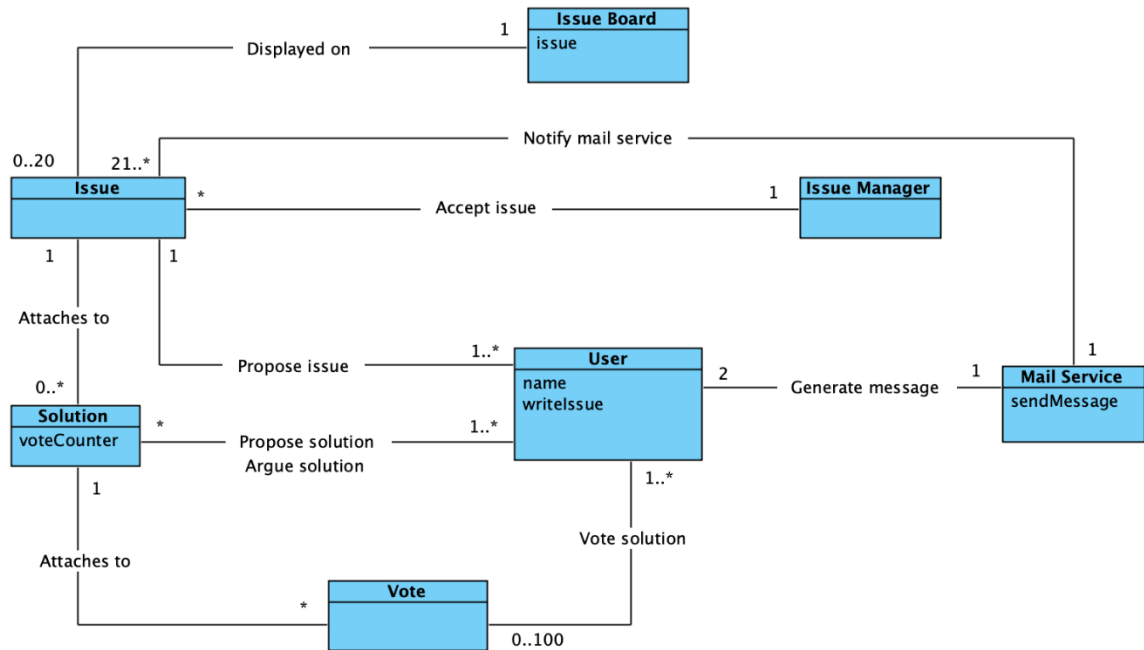 Issue Board
1
issue
Displayed on
Notify mail service
0..20
21..*
Issue
*
Accept issue
1
Issue Manager
1
1
Attaches to
1..*
Propose issue
User
name
writeIssue
2
Generate message
1
1
Mail Service
sendMessage
0..*
Solution
voteCounter
*
Propose solution
Argue solution
1..*
1
1..*
Vote solution
Attaches to
*
Vote
0..100